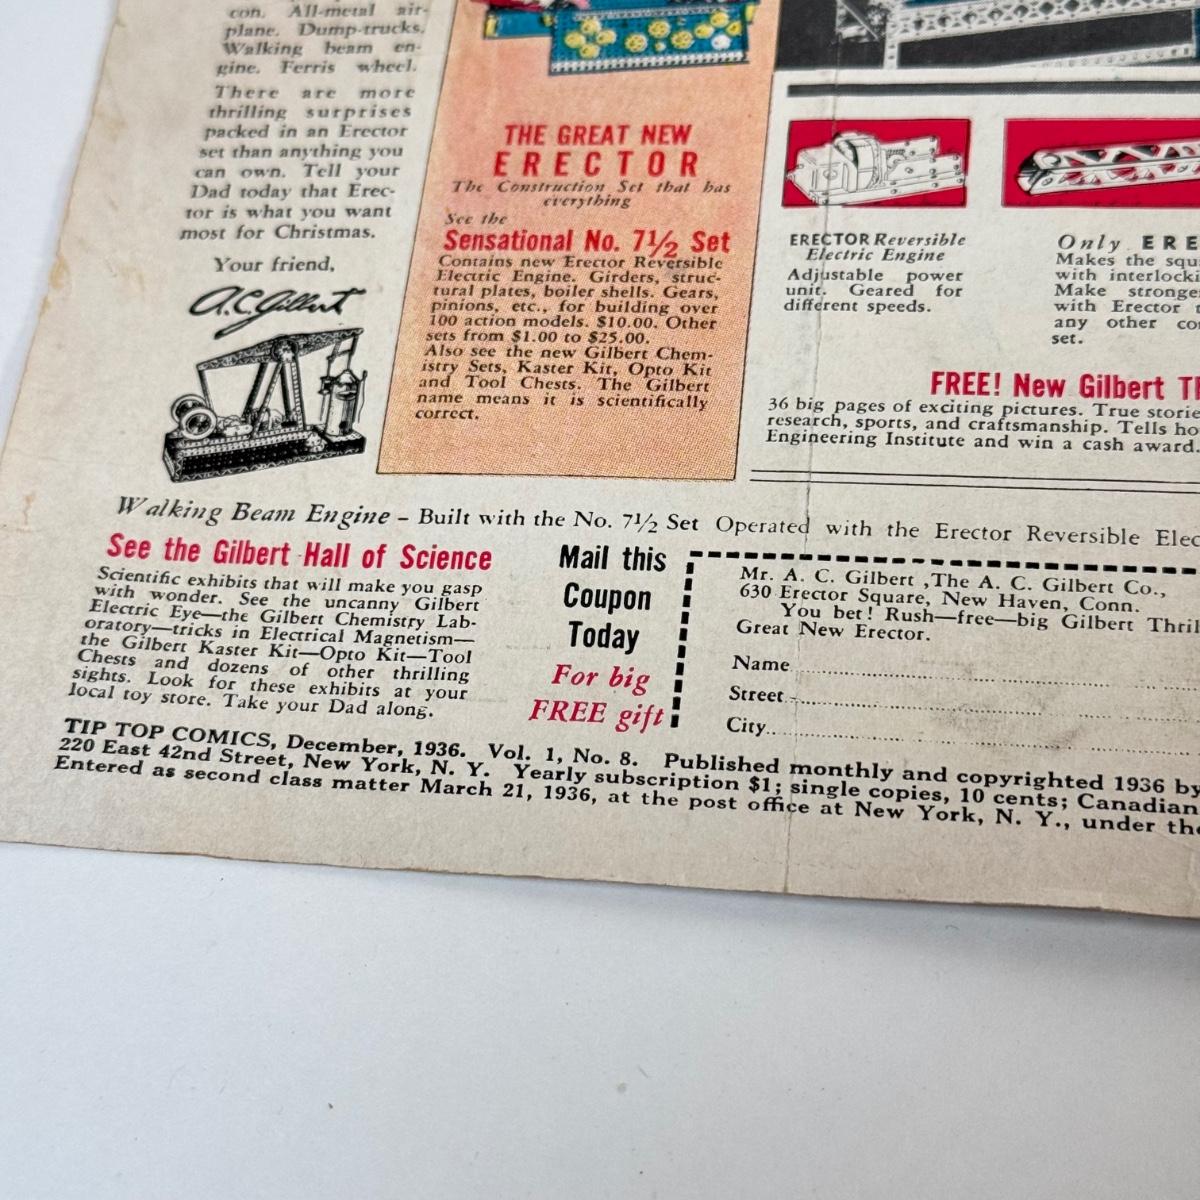 con. All-metal air-
plane. Dump-trucks.
Walking beam en-
gine. Ferris wheel.
There are more
thrilling surprises
packed in an Erector
set than anything you
can own. Tell your
Dad today that Erec-
tor is what you want
most for Christmas.
Your friend,
A.C. Gilbert
THE GREAT NEW
ERECTOR
The Construction Set that has
everything
See the
Sensational No. 7½ Set
Contains new Erector Reversible
Electric Engine. Girders, struc-
tural plates, boiler shells. Gears,
pinions, etc., for building over
100 action models. $10.00. Other
sets from $1.00 to $25.00.
Also see the new Gilbert Chem-
istry Sets, Kaster Kit, Opto Kit
and Tool Chests. The Gilbert
name means it is scientifically
correct.
ERECTOR Reversible
Electric Engine
Adjustable power
unit. Geared for
different speeds.
Only ERE
Makes the squ
with interlocki
Make stronge
with Erector t
any other co
set.
FREE! New Gilbert Th
36 big pages of exciting pictures. True storie
research, sports, and craftsmanship. Tells ho
Engineering Institute and win a cash award.
Walking Beam Engine – Built with the No. 7½ Set Operated with the Erector Reversible Elec
See the Gilbert Hall of Science
Scientific exhibits that will make you gasp
with wonder. See the uncanny Gilbert
Electric Eye—the Gilbert Chemistry Lab-
oratory—tricks in Electrical Magnetism—
the Gilbert Kaster Kit—Opto Kit—Tool
Chests and dozens of other thrilling
sights. Look for these exhibits at your
local toy store. Take your Dad along.
Mail this
Coupon
Today
For big
FREE gift
Mr. A. C. Gilbert ,The A. C. Gilbert Co.,
630 Erector Square, New Haven, Conn.
You bet! Rush—free—big Gilbert Thril
Great New Erector.
Name
Street
City
TIP TOP COMICS, December, 1936. Vol. 1, No. 8. Published monthly and copyrighted 1936 by
220 East 42nd Street, New York, N. Y. Yearly subscription $1; single copies, 10 cents; Canadian
Entered as second class matter March 21, 1936, at the post office at New York, N. Y., under the